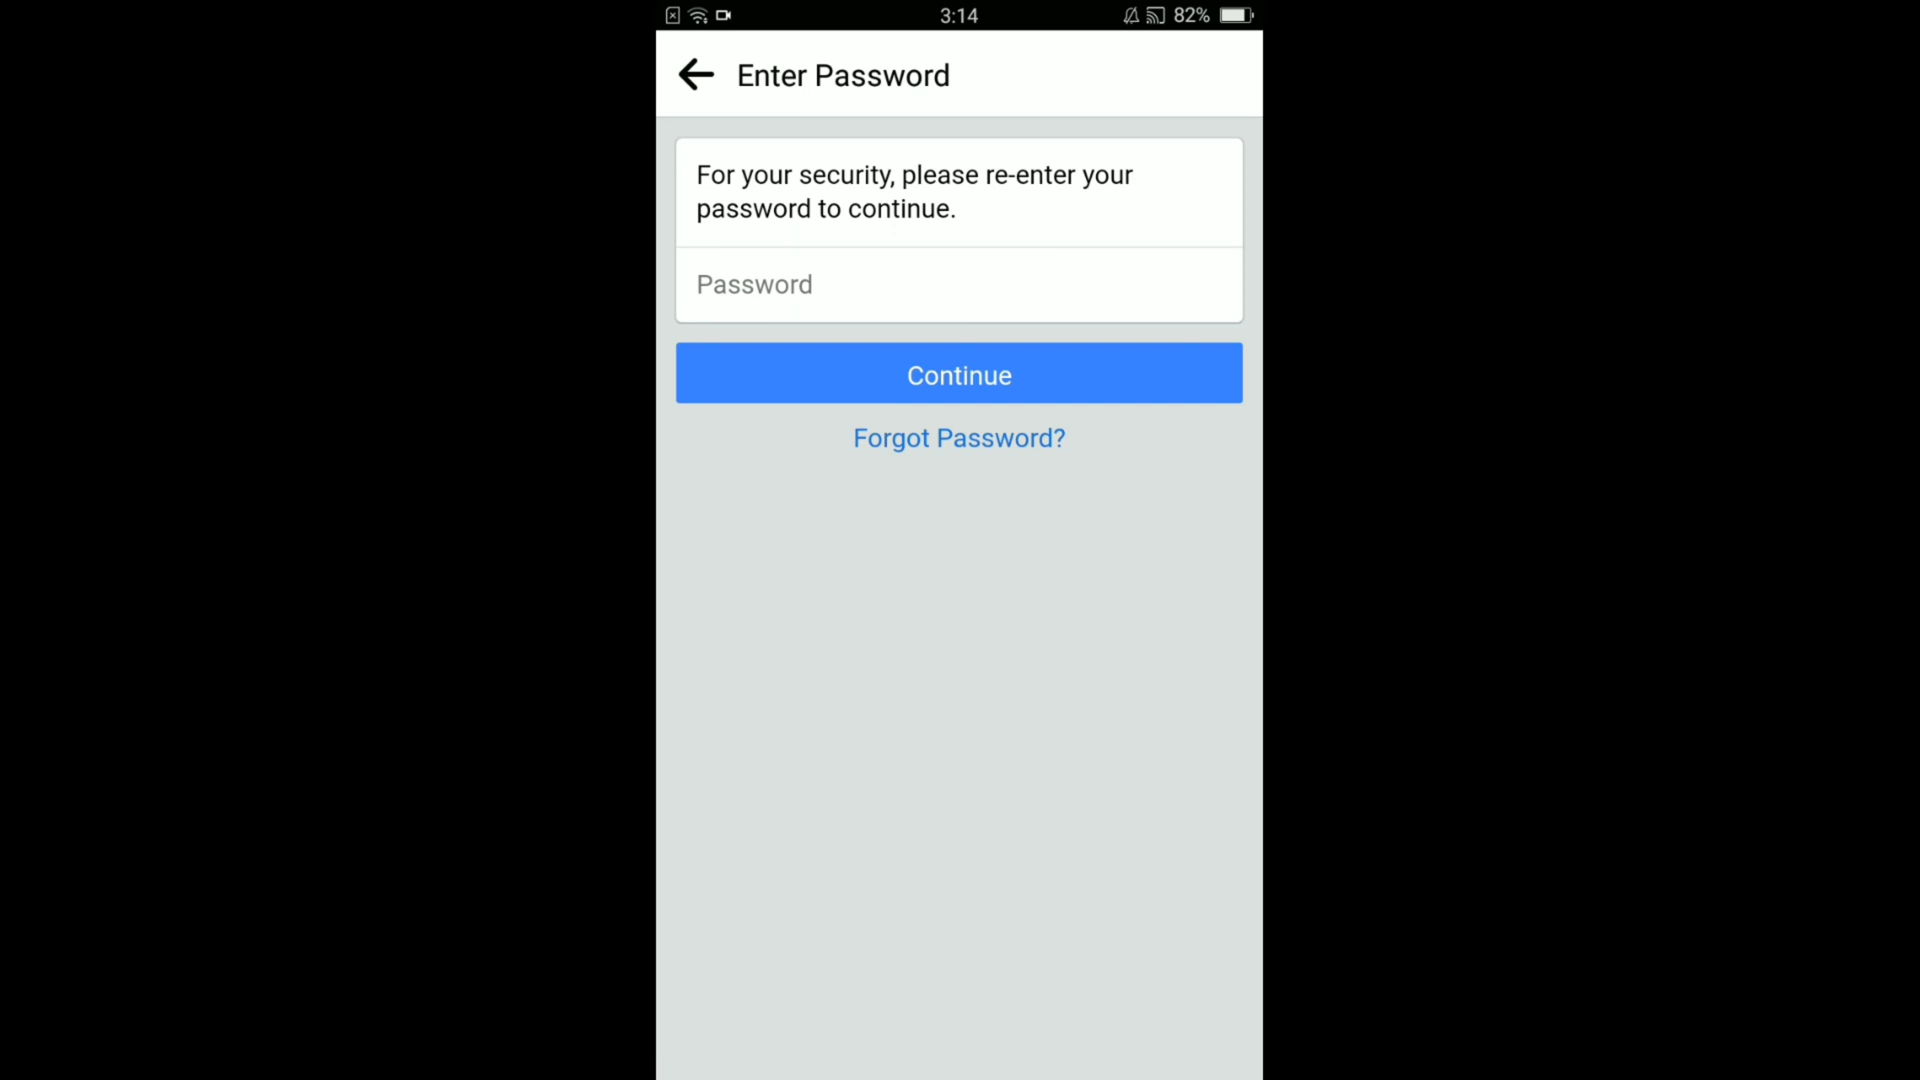 3:14
82%
Enter Password
For your security, please re-enter your
password to continue.
Password
Continue
Forgot Password?